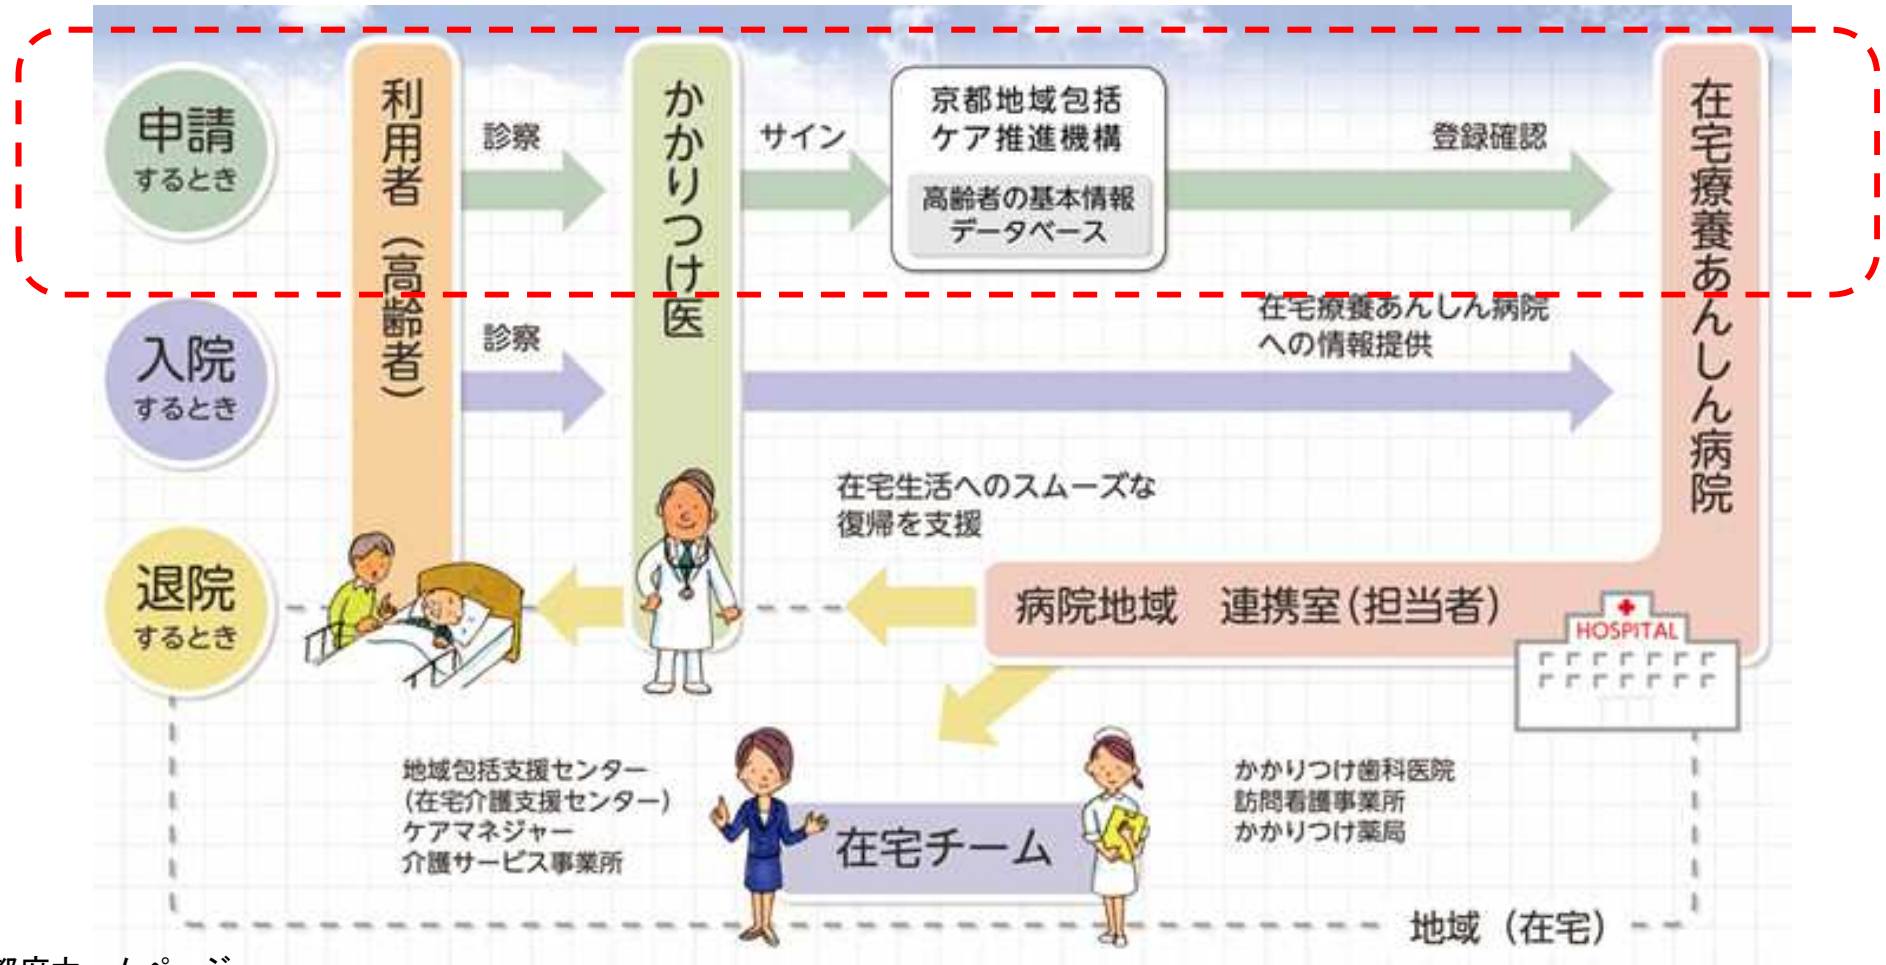 申請
するとき
利用者（高齢者）
診察
かかりつけ医
サイン
京都地域包括
ケア推進機構
高齢者の基本情報
データベース
登録確認
在宅療養あんしん病院
入院
するとき
診察
在宅療養あんしん病院
への情報提供
在宅生活へのスムーズな
復帰を支援
退院
するとき
病院地域　連携室(担当者)
HOSPITAL
地域包括支援センター
(在宅介護支援センター)
ケアマネジャー
介護サービス事業所
在宅チーム
かかりつけ歯科医院
訪問看護事業所
かかりつけ薬局
地域（在宅）
都府ホームページ